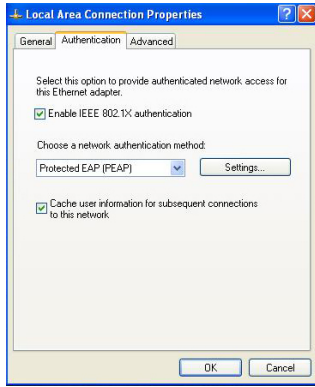 Local Area Connection Properties
General Authentication Advanced
Select this option to provide authenticated network access for
this Ethernet adapter.
Enable IEEE 802.1X authentication
Choose a network authentication method:
Protected EAP (PEAP) Settings...
Cache user information for subsequent connections
to this network
OK Cancel